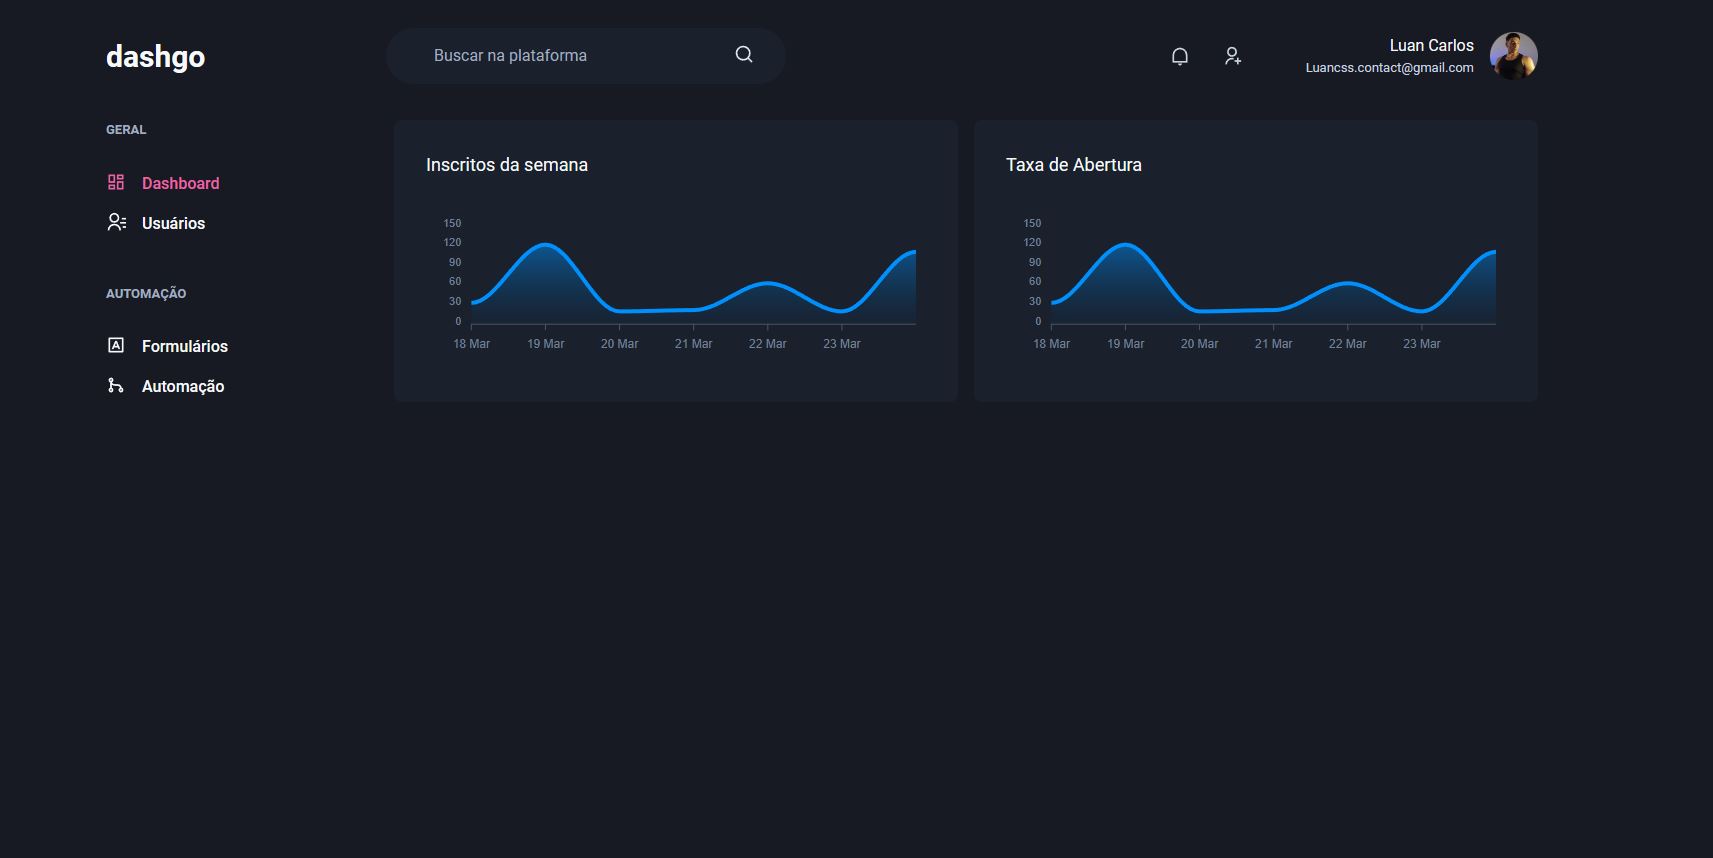 dashgo
Buscar na plataforma
Luan Carlos
Luancss.contact@gmail.com
GERAL
Dashboard
Usuários
AUTOMAÇÃO
Formulários
Automação
Inscritos da semana
150
120
90
60
30
0
18 Mar 19 Mar 20 Mar 21 Mar 22 Mar 23 Mar
Taxa de Abertura
150
120
90
60
30
0
18 Mar 19 Mar 20 Mar 21 Mar 22 Mar 23 Mar